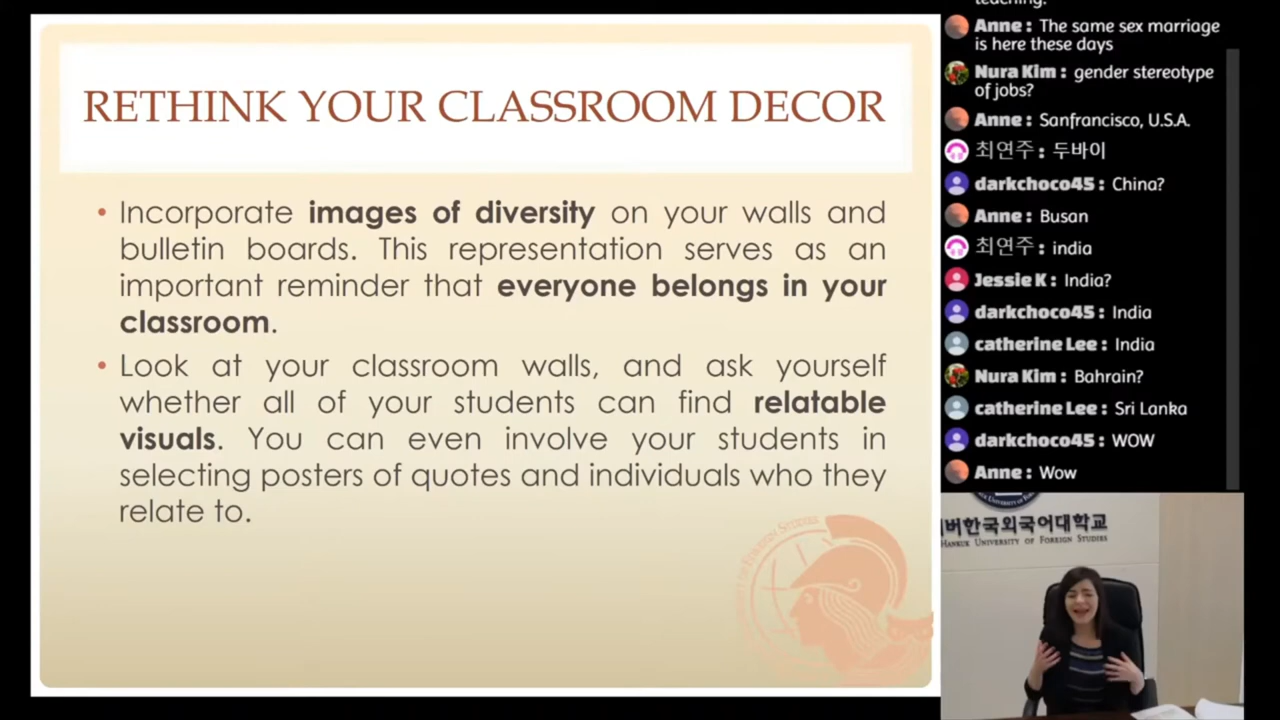 RETHINK YOUR CLASSROOM DECOR
• Incorporate images of diversity on your walls and
bulletin boards. This representation serves as an
important reminder that everyone belongs in your
classroom.
• Look at your classroom walls, and ask yourself
whether all of your students can find relatable
visuals. You can even involve your students in
selecting posters of quotes and individuals who they
relate to.
teaching.
Anne : The same sex marriage
is here these days
Nura Kim : gender stereotype
of jobs?
Anne : Sanfrancisco, U.S.A.
최연주 : 두바이
darkchoco45 : China?
Anne : Busan
최연주 : india
Jessie K : India?
darkchoco45 : India
catherine Lee : India
Nura Kim : Bahrain?
catherine Lee : Sri Lanka
darkchoco45 : WOW
Anne : Wow
버한국외국어대학교
Hankuk University of Foreign Studies